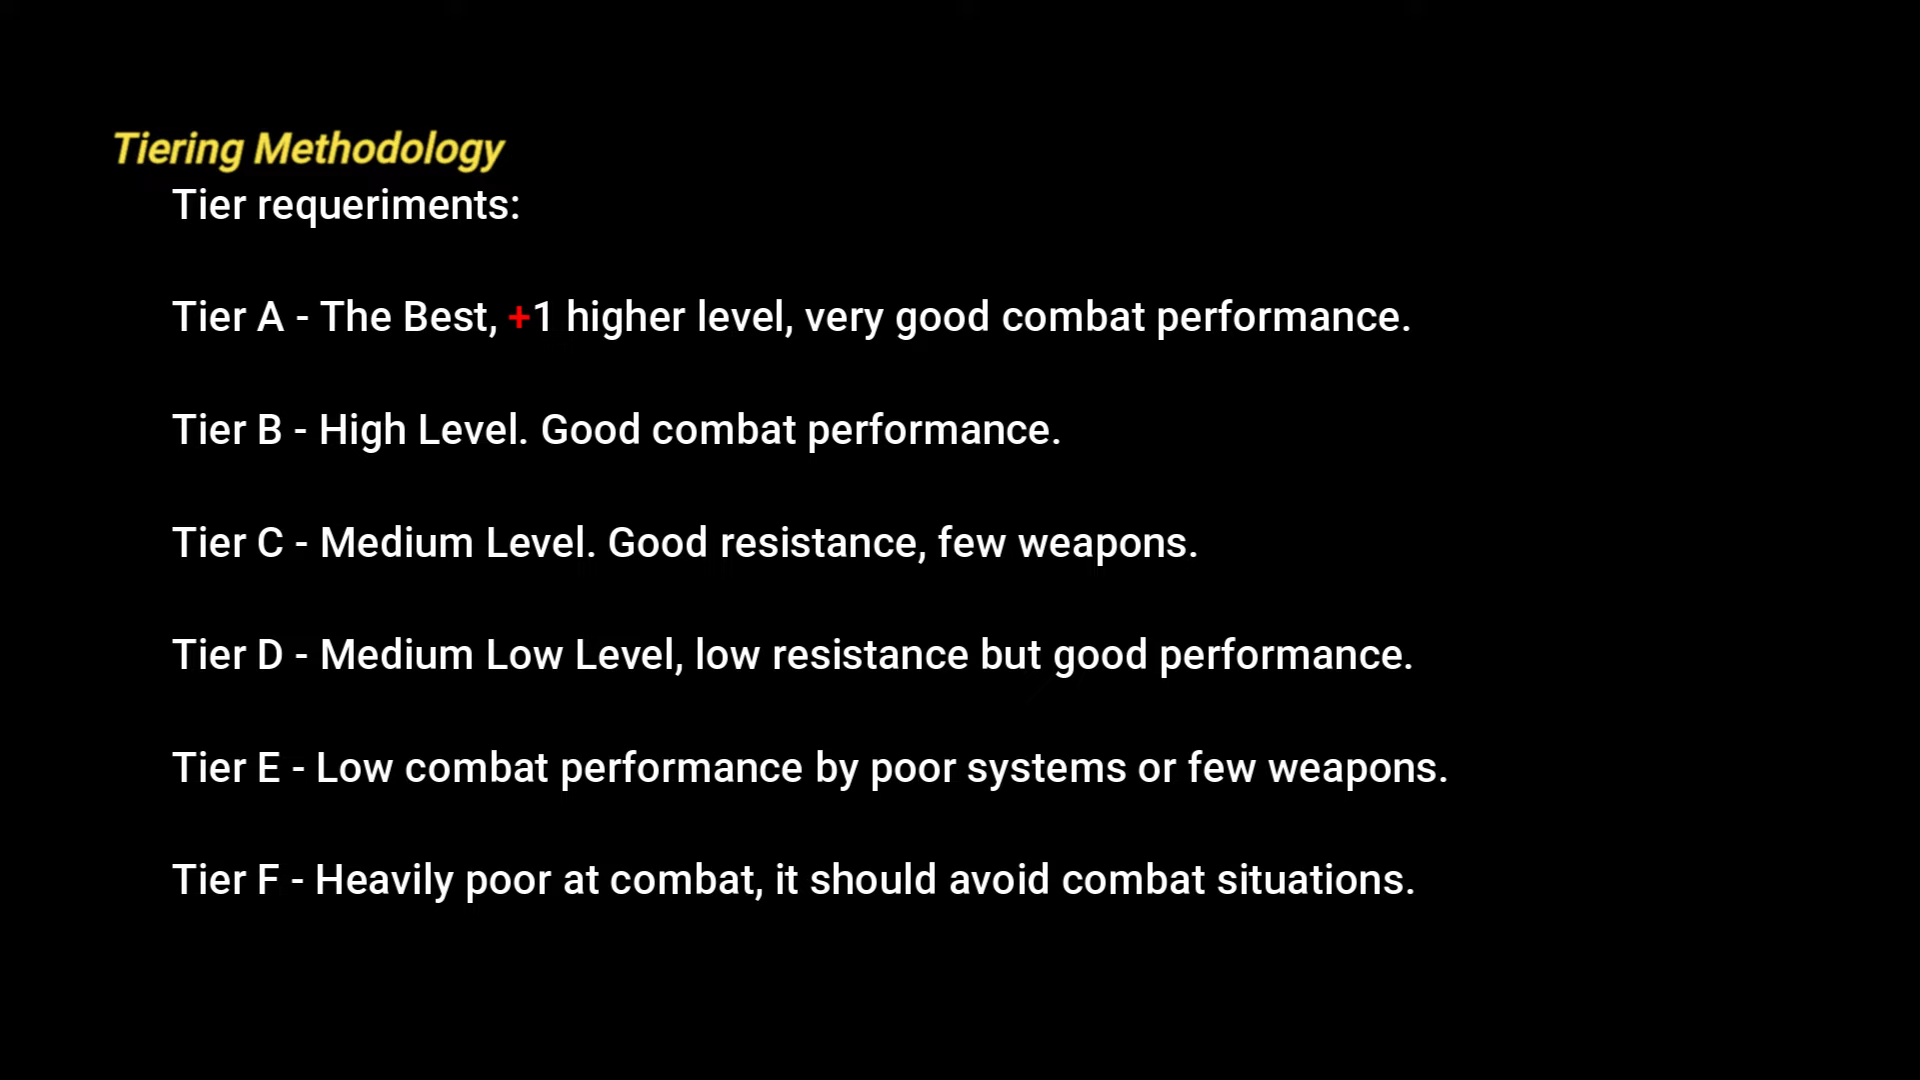 Tiering Methodology
Tier requeriments:
Tier A - The Best, +1 higher level, very good combat performance.
Tier B - High Level. Good combat performance.
Tier C - Medium Level. Good resistance, few weapons.
Tier D - Medium Low Level, low resistance but good performance.
Tier E - Low combat performance by poor systems or few weapons.
Tier F - Heavily poor at combat, it should avoid combat situations.